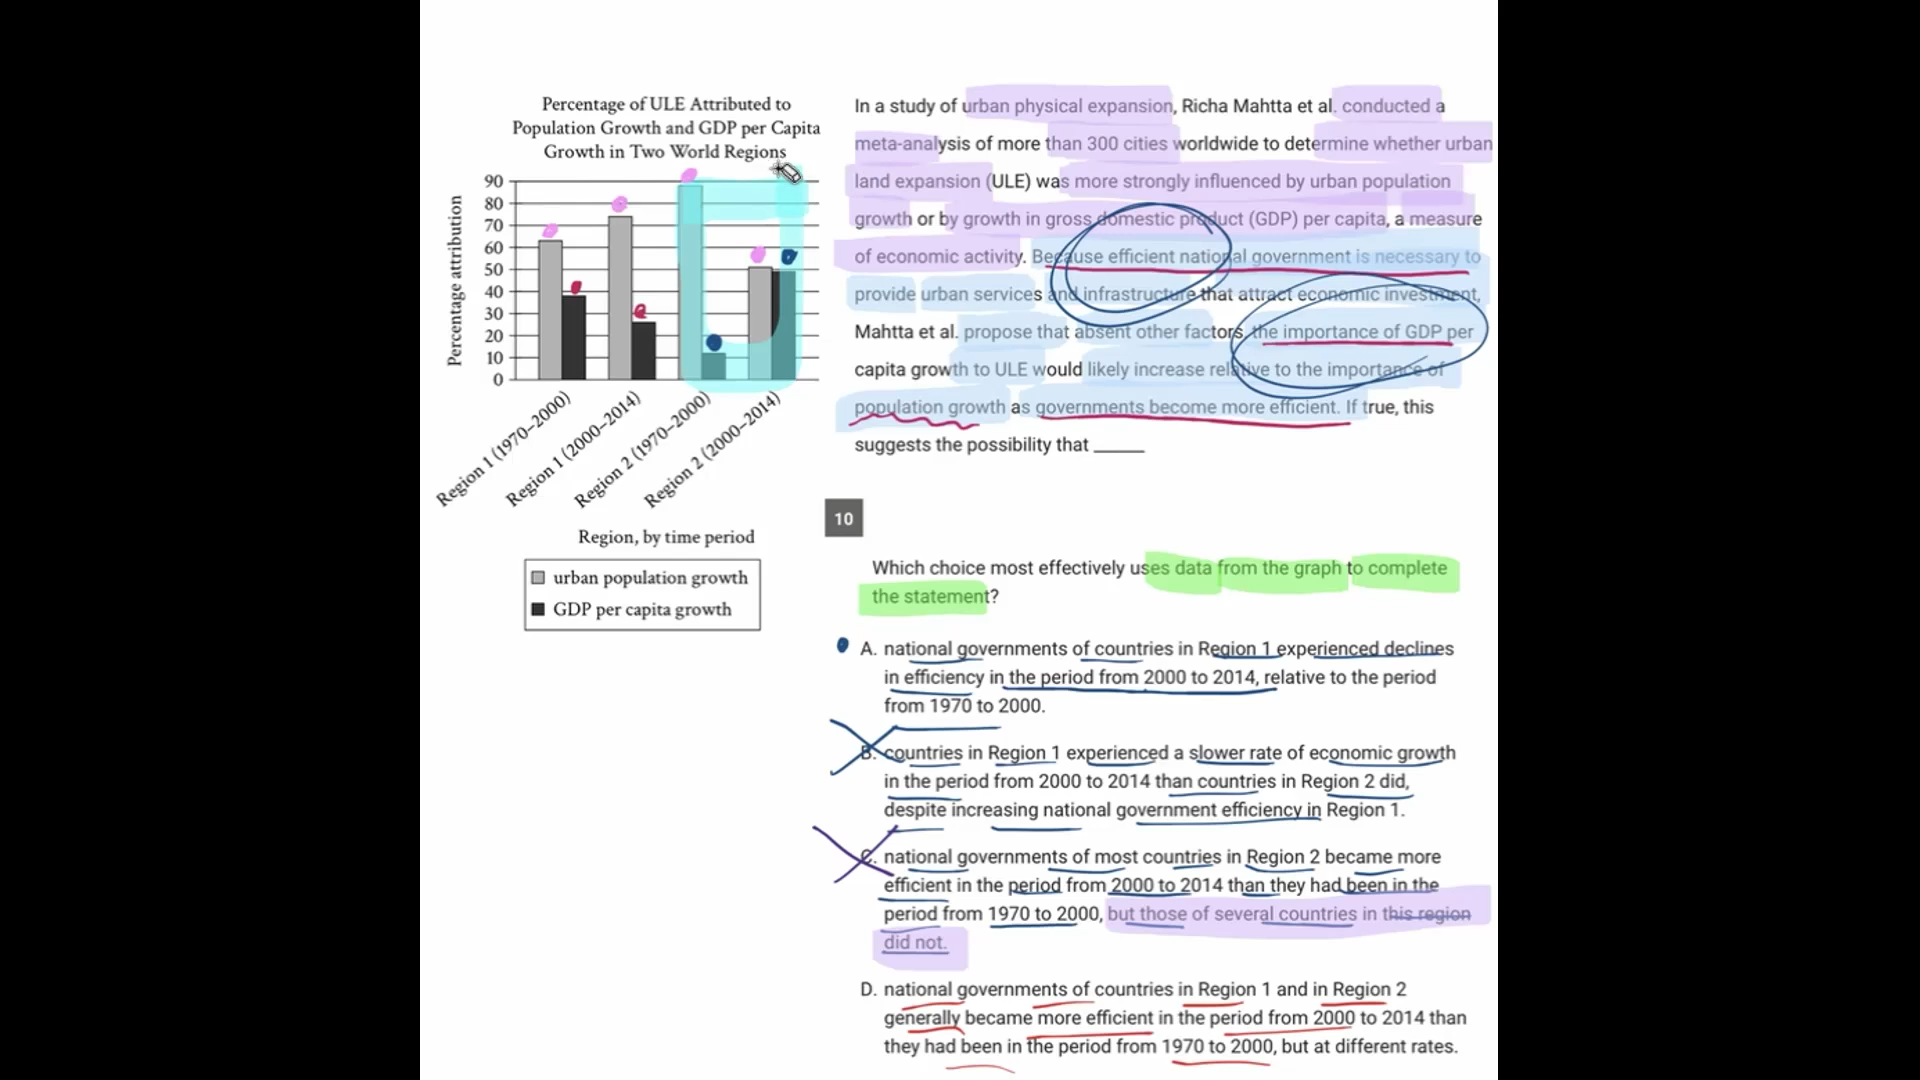 Percentage of ULE Attributed to
Population Growth and GDP per Capita
Growth in Two World Regions
Percentage attribution
90
80
70
60
50
40
30
20
10
0
Region 1 (1970–2000)
Region 1 (2000–2014)
Region 2 (1970–2000)
Region 2 (2000–2014)
Region, by time period
urban population growth
GDP per capita growth
In a study of urban physical expansion, Richa Mahtta et al. conducted a
meta-analysis of more than 300 cities worldwide to determine whether urban
land expansion (ULE) was more strongly influenced by urban population
growth or by growth in gross domestic product (GDP) per capita, a measure
of economic activity. Because efficient national government is necessary to
provide urban services and infrastructure that attract economic investment,
Mahtta et al. propose that absent other factors, the importance of GDP per
capita growth to ULE would likely increase relative to the importance of
population growth as governments become more efficient. If true, this
suggests the possibility that ______
10
Which choice most effectively uses data from the graph to complete
the statement?
A. national governments of countries in Region 1 experienced declines
in efficiency in the period from 2000 to 2014, relative to the period
from 1970 to 2000.
B. countries in Region 1 experienced a slower rate of economic growth
in the period from 2000 to 2014 than countries in Region 2 did,
despite increasing national government efficiency in Region 1.
C. national governments of most countries in Region 2 became more
efficient in the period from 2000 to 2014 than they had been in the
period from 1970 to 2000, but those of several countries in this region
did not.
D. national governments of countries in Region 1 and in Region 2
generally became more efficient in the period from 2000 to 2014 than
they had been in the period from 1970 to 2000, but at different rates.